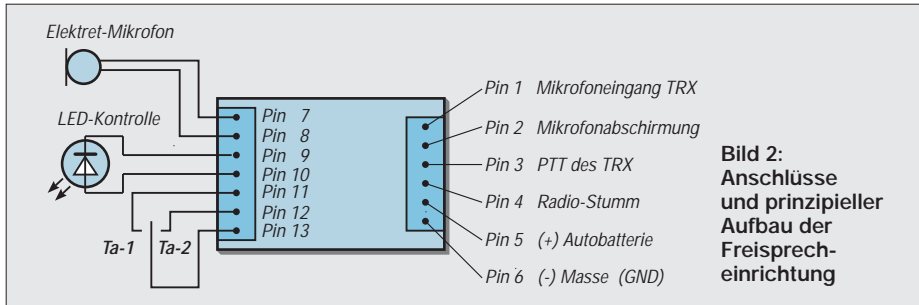 Elektret-Mikrofon
LED-Kontrolle
Pin 7
Pin 8
Pin 9
Pin 10
Pin 11
Pin 12
Pin 13
Ta-1 Ta-2
Pin 1 Mikrofoneingang TRX
Pin 2 Mikrofonabschirmung
Pin 3 PTT des TRX
Pin 4 Radio-Stumm
Pin 5 (+) Autobatterie
Pin 6 (-) Masse (GND)
Bild 2:
Anschlüsse
und prinzipieller
Aufbau der
Freisprech-
einrichtung